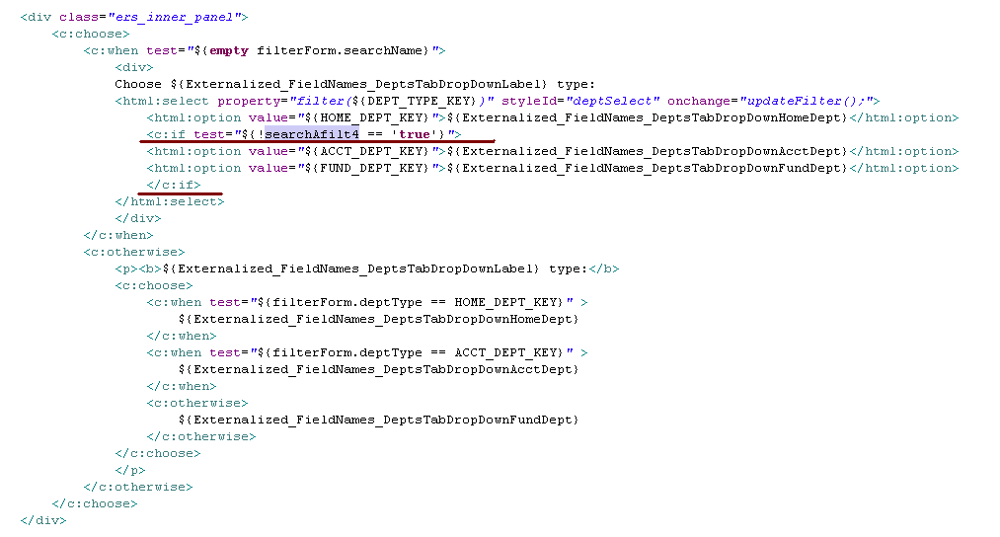 <div class="ers_inner_panel">
<c:choose>
<c:when test="${empty filterForm.searchName}">
<div>
Choose ${Externalized_FieldNames_DeptsTabDropDownLabel} type:
<html:select property="filter(${DEPT_TYPE_KEY})" styleId="deptSelect" onchange="updateFilter();">
<html:option value="${HOME_DEPT_KEY}">${Externalized_FieldNames_DeptsTabDropDownHomeDept}</html:option>
<c:if test="${!searchAfilt4 == 'true'}">
<html:option value="${ACCT_DEPT_KEY}">${Externalized_FieldNames_DeptsTabDropDownAcctDept}</html:option>
<html:option value="${FUND_DEPT_KEY}">${Externalized_FieldNames_DeptsTabDropDownFundDept}</html:option>
</c:if>
</html:select>
</div>
</c:when>
<c:otherwise>
<p><b>${Externalized_FieldNames_DeptsTabDropDownLabel} type:</b>
<c:choose>
<c:when test="${filterForm.deptType == HOME_DEPT_KEY}" >
${Externalized_FieldNames_DeptsTabDropDownHomeDept}
</c:when>
<c:when test="${filterForm.deptType == ACCT_DEPT_KEY}" >
${Externalized_FieldNames_DeptsTabDropDownAcctDept}
</c:when>
<c:otherwise>
${Externalized_FieldNames_DeptsTabDropDownFundDept}
</c:otherwise>
</c:choose>
</p>
</c:otherwise>
</c:choose>
</div>